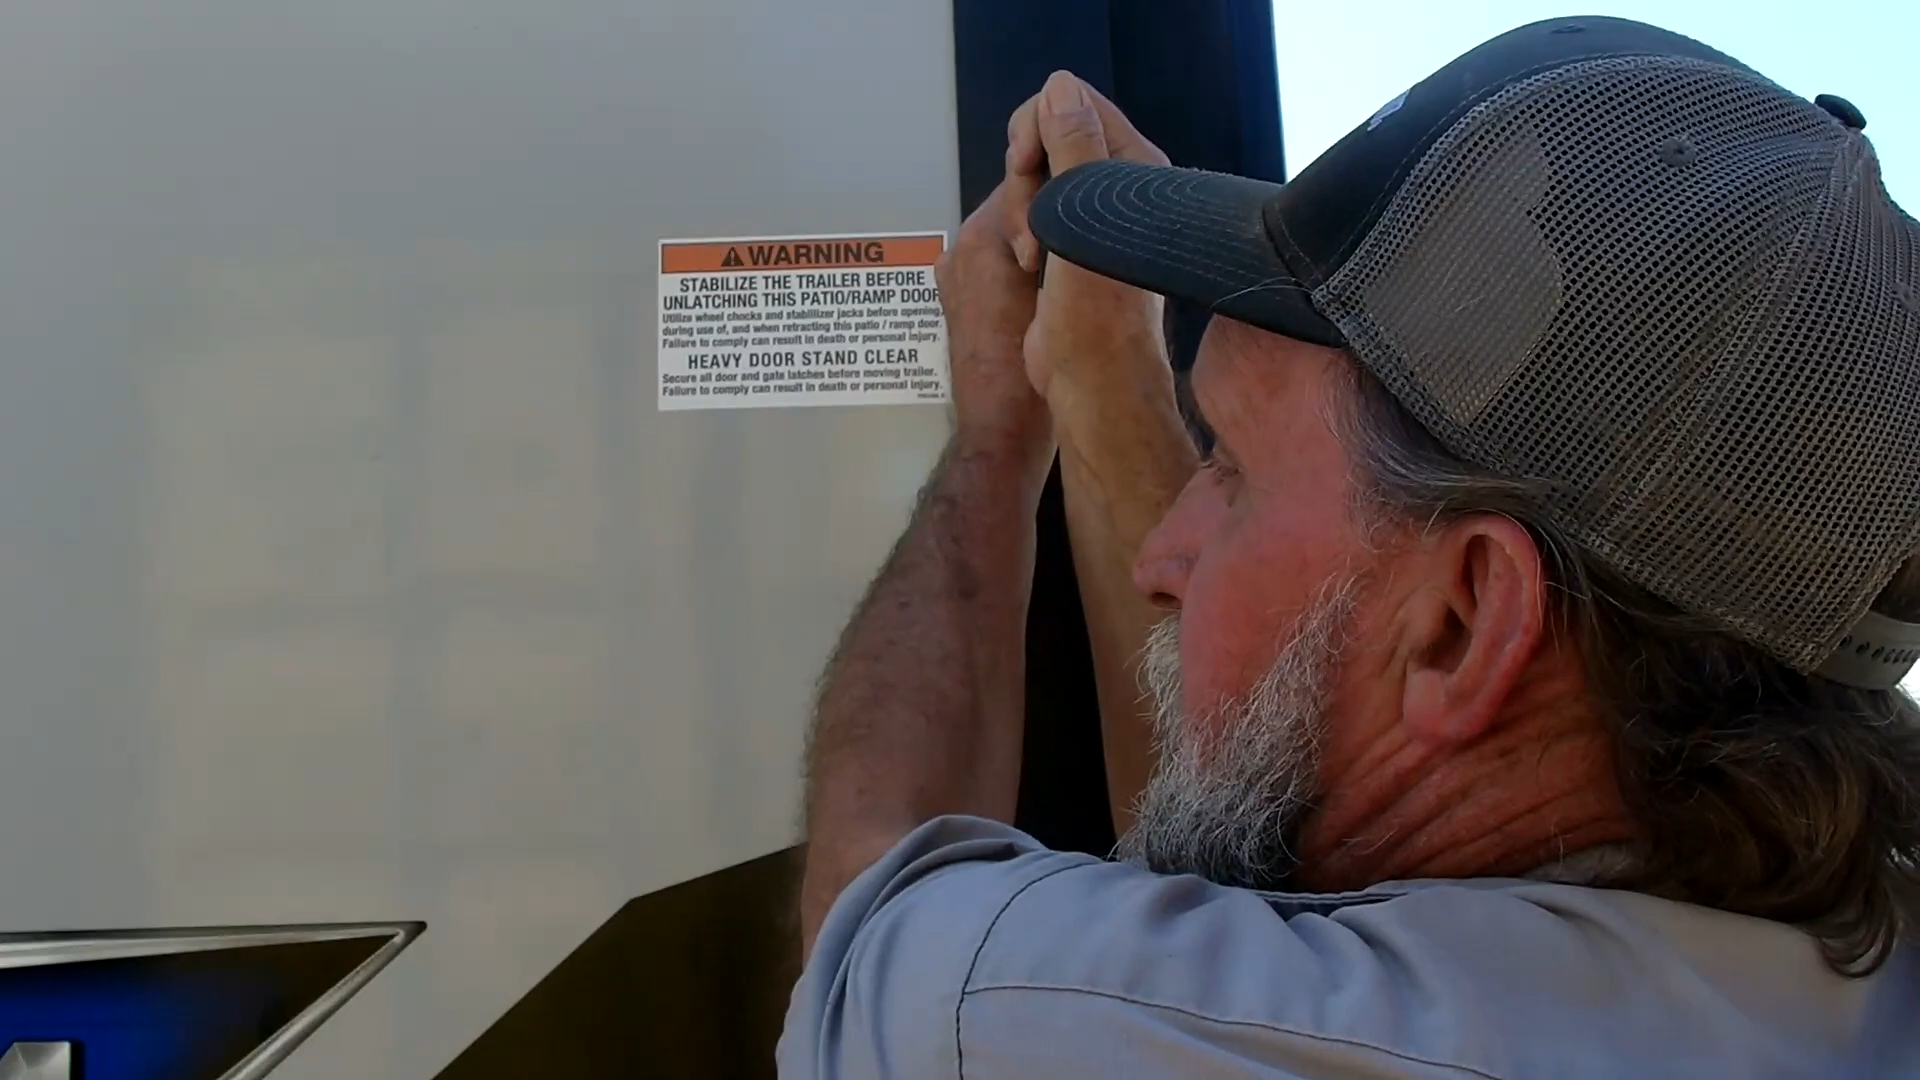 WARNING
STABILIZE THE TRAILER BEFORE
UNLATCHING THIS PATIO/RAMP DOOR
Utilize wheel chocks and stabillizer jacks before opening,
during use of, and when retracting this patio / ramp door.
Failure to comply can result in death or personal injury.
HEAVY DOOR STAND CLEAR
Secure all door and gate latches before moving trailer.
Failure to comply can result in death or personal injury.